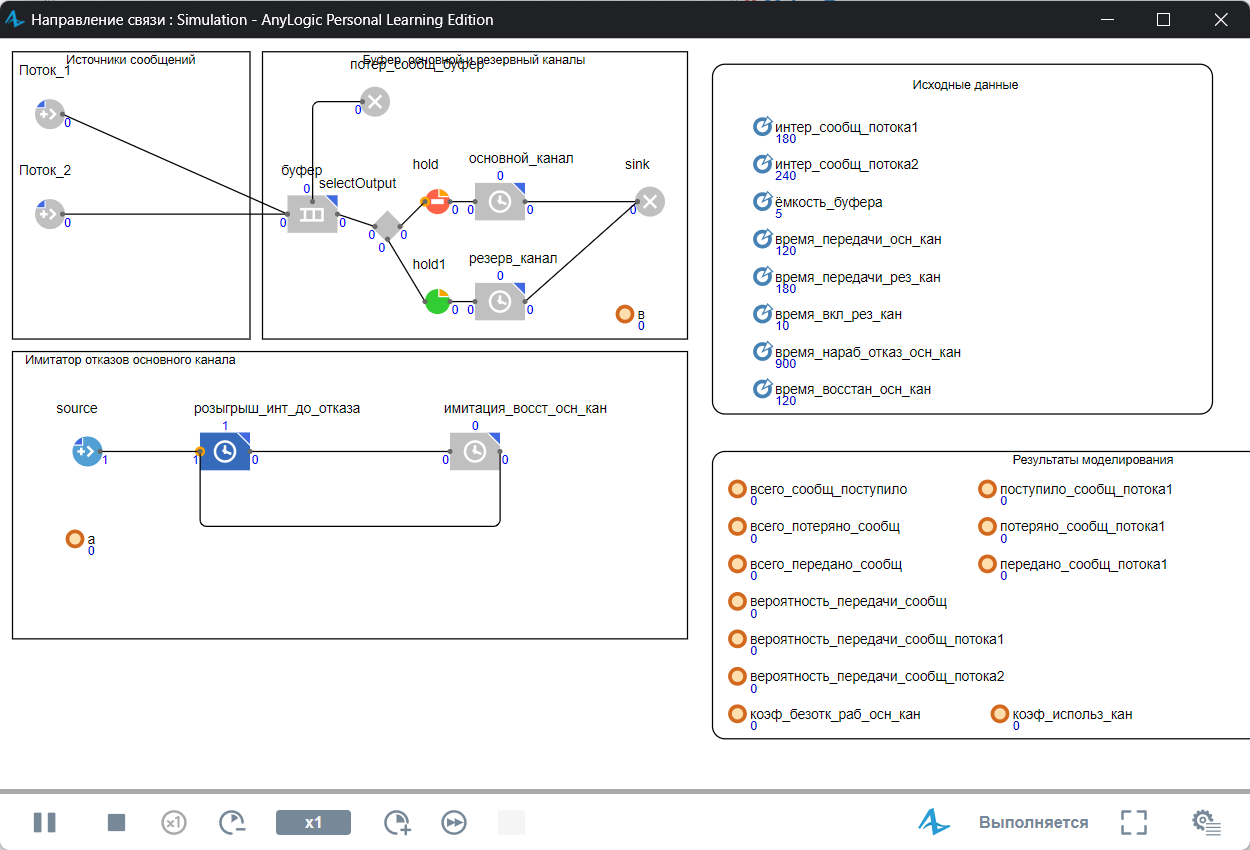 Направление связи : Simulation - AnyLogic Personal Learning Edition
Источники сообщений
Поток_1
0
Поток_2
0
Буфер, основной и резервный каналы
потер_сообщ_буфер
0
буфер
0
0
0
selectOutput
0
0
0
hold
0
основной_канал
0
0
0
sink
0
hold1
0
резерв_канал
0
0
0
в
0
Имитатор отказов основного канала
source
1
розыгрыш_инт_до_отказа
1
1
0
имитация_восст_осн_кан
0
0
0
а
0
Исходные данные
интер_сообщ_потока1
180
интер_сообщ_потока2
240
ёмкость_буфера
5
время_передачи_осн_кан
120
время_передачи_рез_кан
180
время_вкл_рез_кан
10
время_нараб_отказ_осн_кан
900
время_восстан_осн_кан
120
Результаты моделирования
всего_сообщ_поступило
0
поступило_сообщ_потока1
0
всего_потеряно_сообщ
0
потеряно_сообщ_потока1
0
всего_передано_сообщ
0
передано_сообщ_потока1
0
вероятность_передачи_сообщ
0
вероятность_передачи_сообщ_потока1
0
вероятность_передачи_сообщ_потока2
0
коэф_безотк_раб_осн_кан
0
коэф_использ_кан
0
x1
x1
Выполняется